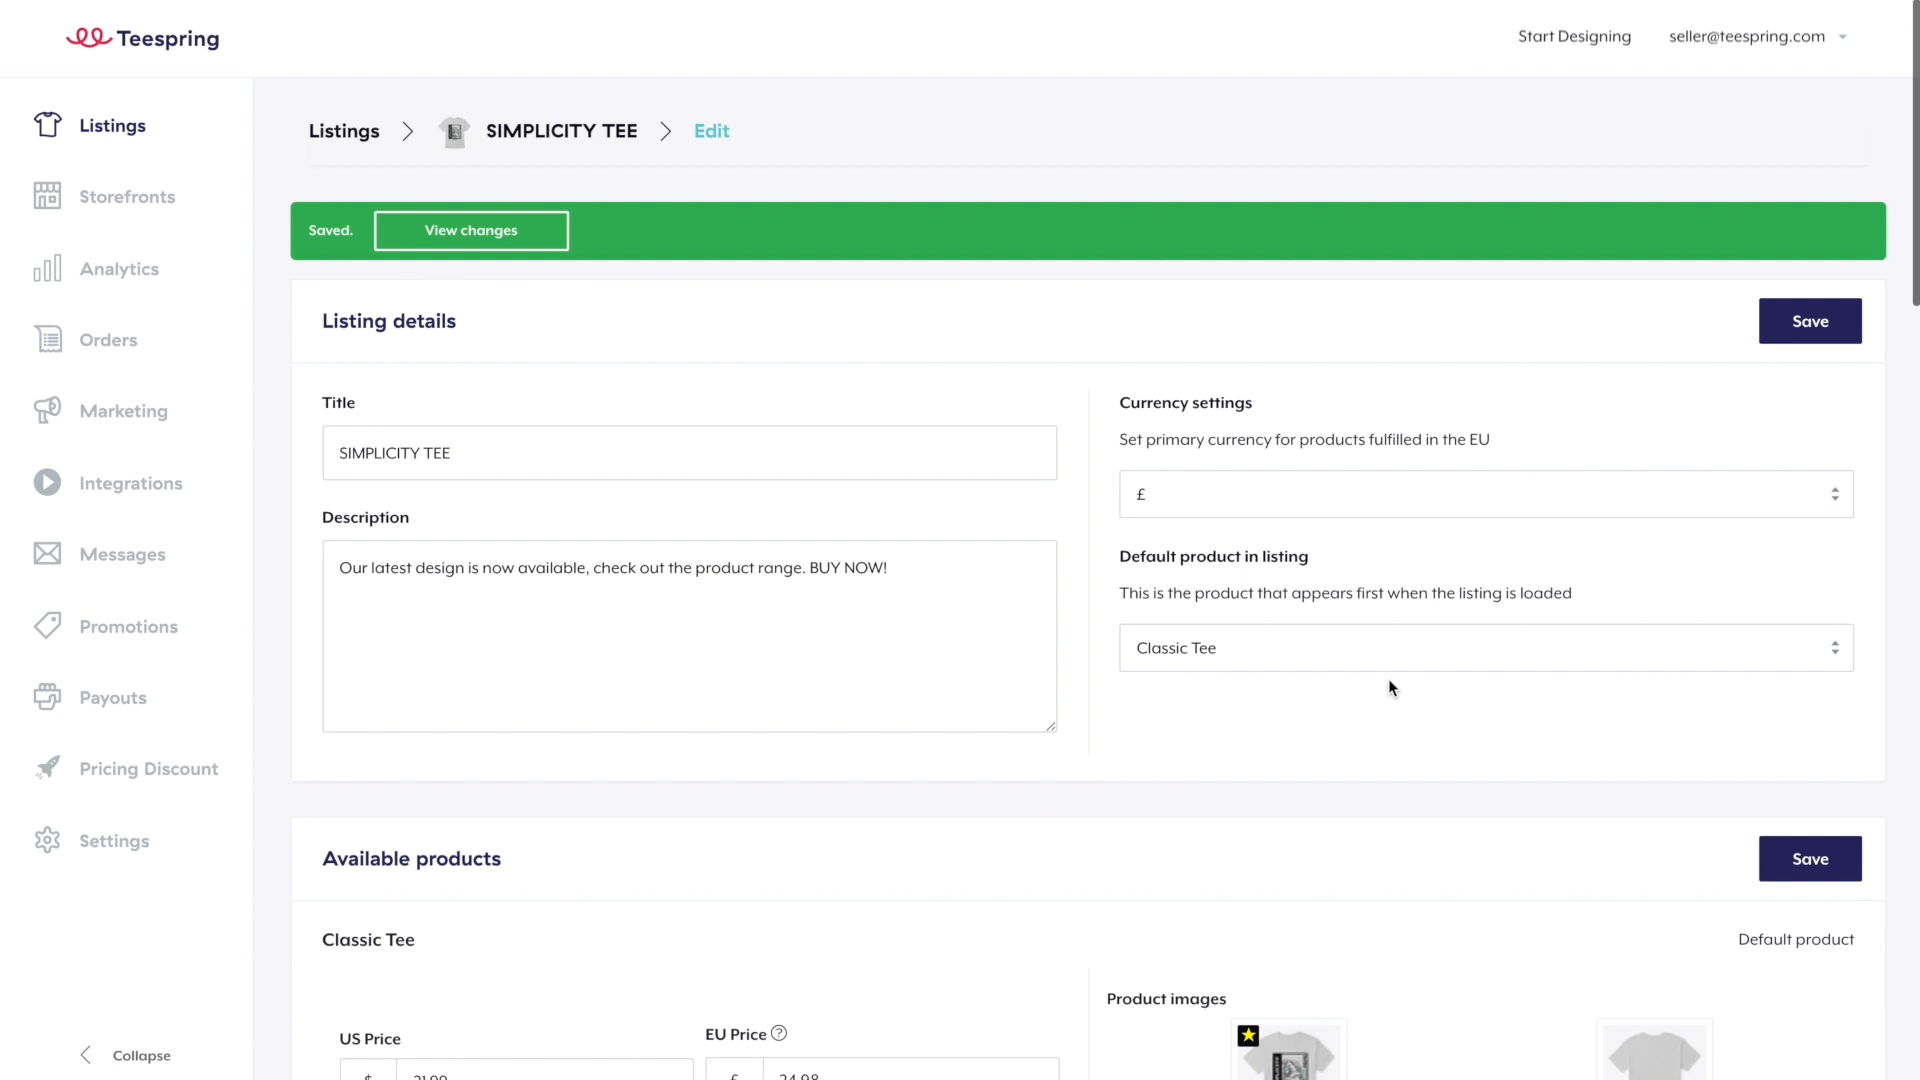 Teespring
Start Designing
seller@teespring.com
Listings
Storefronts
Analytics
Orders
Marketing
Integrations
Messages
Promotions
Payouts
Pricing Discount
Settings
Collapse
Listings
SIMPLICITY TEE
Edit
Saved.
View changes
Listing details
Save
Title
SIMPLICITY TEE
Description
Our latest design is now available, check out the product range. BUY NOW!
Currency settings
Set primary currency for products fulfilled in the EU
£
Default product in listing
This is the product that appears first when the listing is loaded
Classic Tee
Available products
Save
Classic Tee
Default product
US Price
$ 21.99
EU Price ?
£ 24.98
Product images